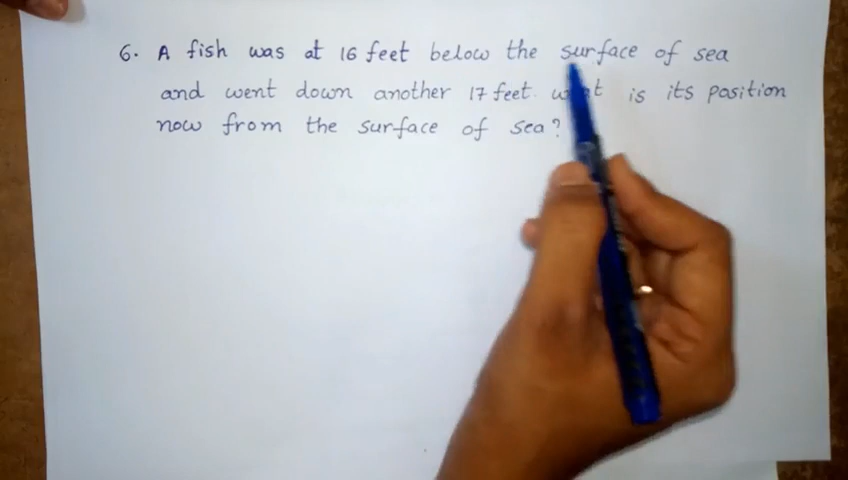 6. A fish was at 16 feet below the surface of sea
and went down another 17 feet. is its position
now from the surface of sea?